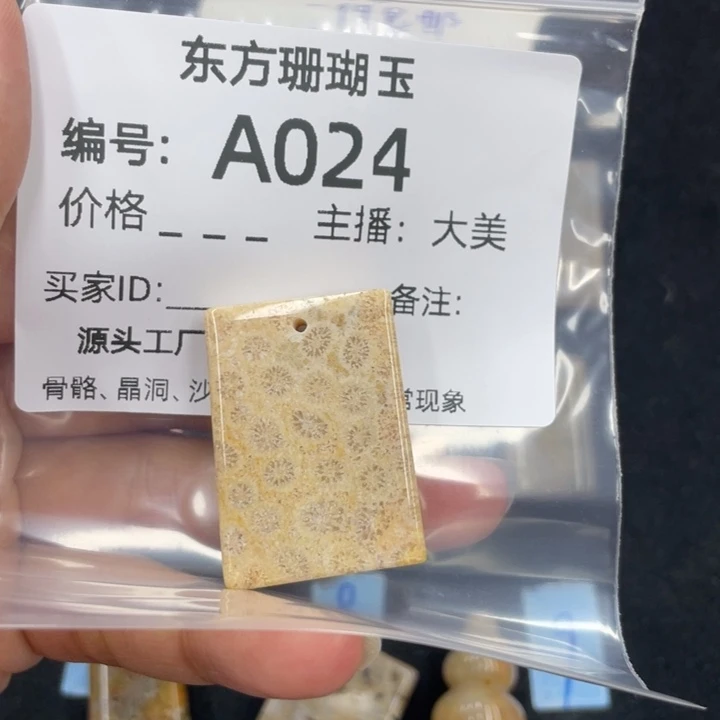 东方珊瑚玉
编号：A024
价格_ _ _ 主播：大美
买家ID：__ 备注：
源头工厂
骨骼、晶洞、沙 常现象